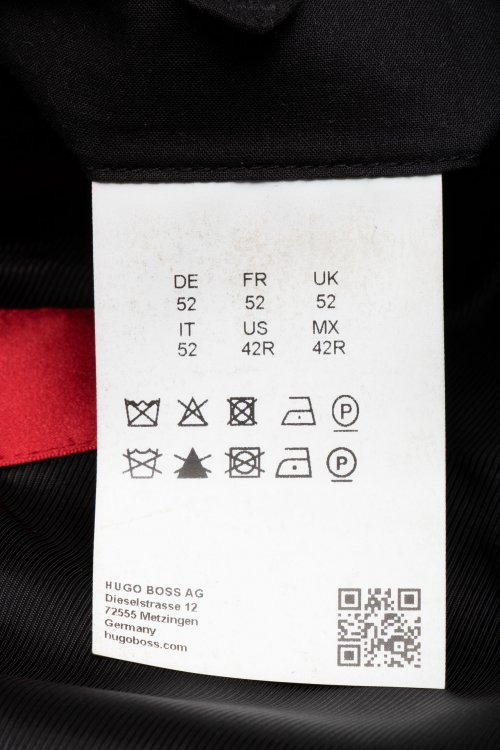 DE FR UK
52 52 52
IT US MX
52 42R 42R
P
P
HUGO BOSS AG
Dieselstrasse 12
72555 Metzingen
Germany
hugoboss.com